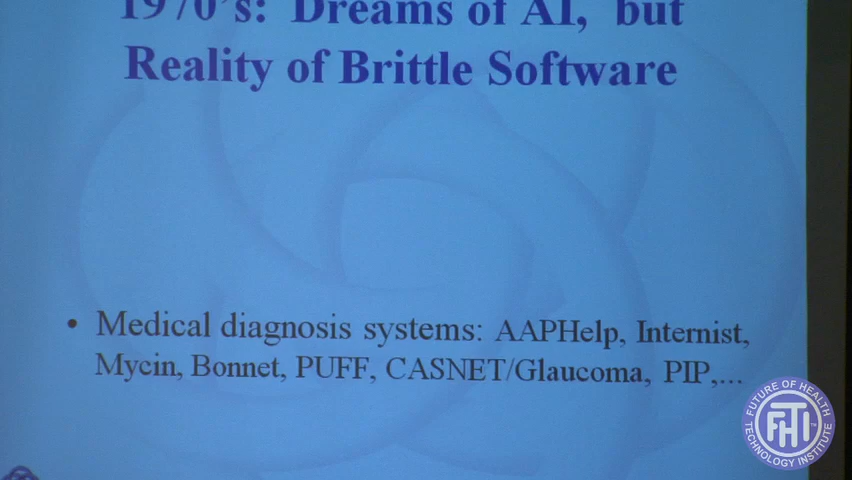 1970's: Dreams of AI, but
Reality of Brittle Software
• Medical diagnosis systems: AAPHelp, Internist,
Mycin, Bonnet, PUFF, CASNET/Glaucoma, PIP,...
FUTURE OF HEALTH
FHTI
TM
TECHNOLOGY INSTITUTE